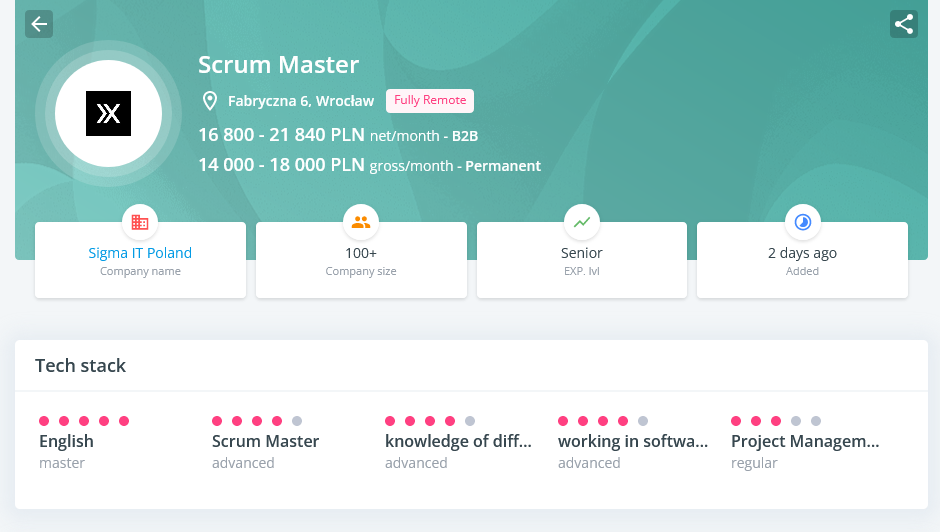 Scrum Master
Fabryczna 6, Wrocław Fully Remote
16 800 - 21 840 PLN net/month - B2B
14 000 - 18 000 PLN gross/month - Permanent
Sigma IT Poland 100+ Senior 2 days ago
Company name Company size EXP. lvl Added
Tech stack
English Scrum Master knowledge of diff... working in softwa... Project Managem...
master advanced advanced advanced regular